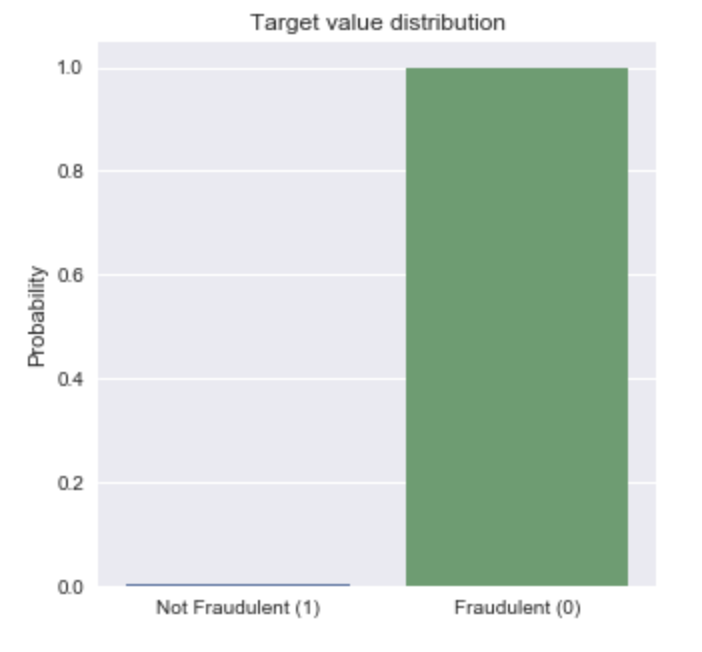 Target value distribution
1.0
0.8
0.6
0.4
0.2
0.0
Probability
Not Fraudulent (1)
Fraudulent (0)